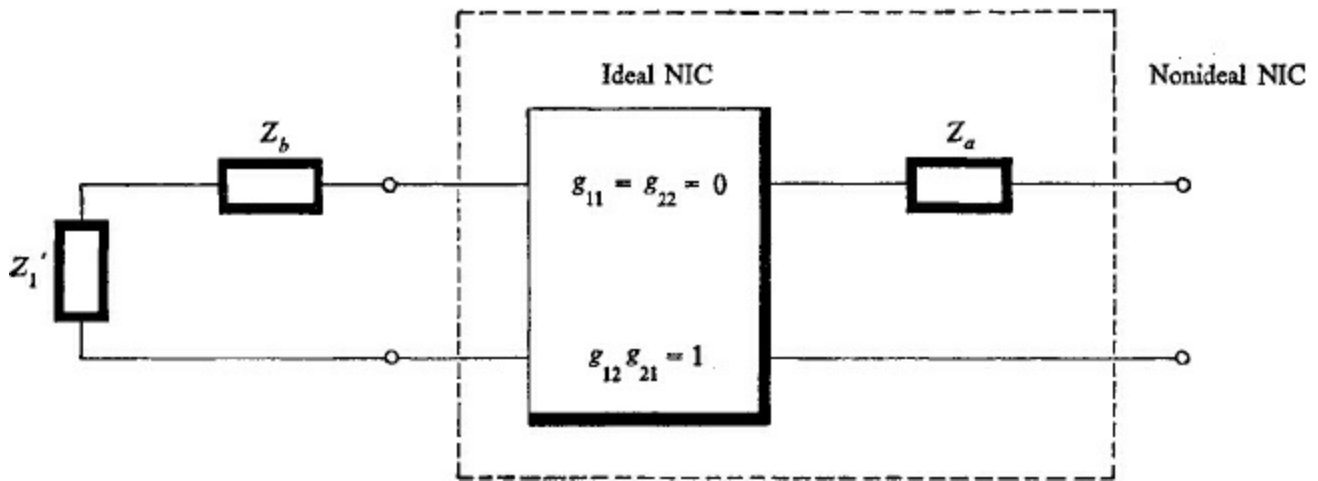 Ideal NIC
Nonideal NIC
Z_b
Z_a
g_11 = g_22 = 0
Z_1'
g_12 g_21 = 1